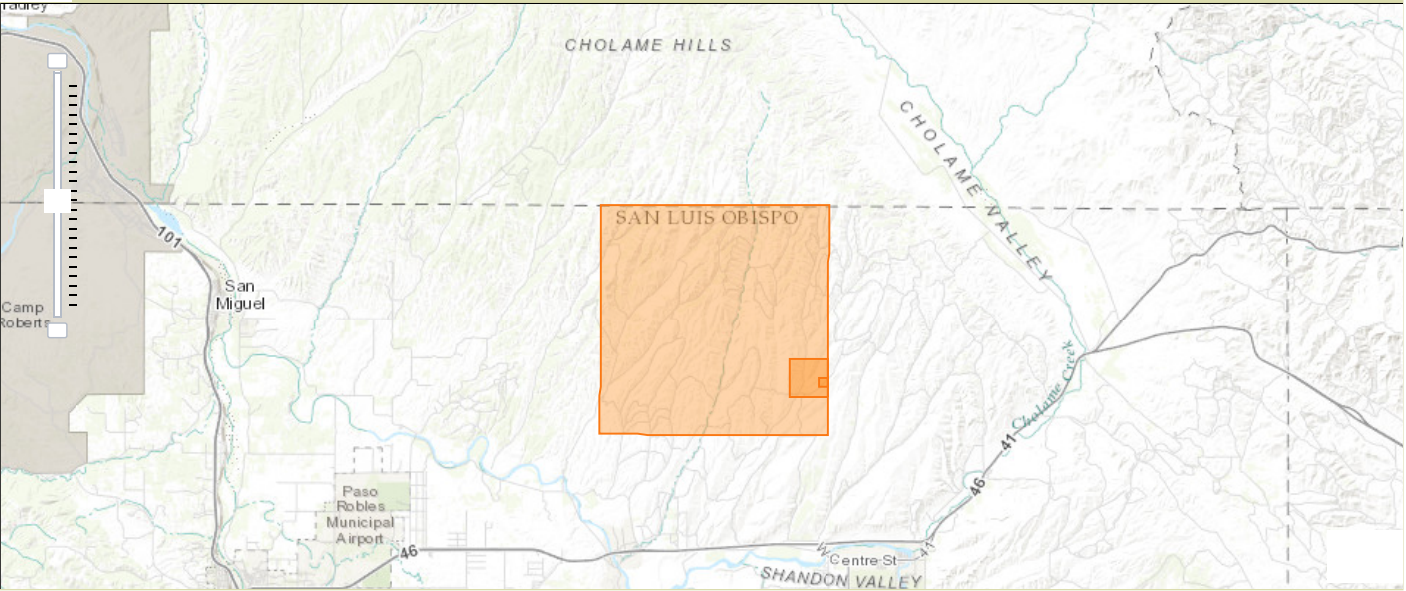 CHOLAME HILLS
CHOLAME VALLEY
SAN LUIS OBISPO
101
San
Miguel
Camp
Roberts
Cholame Creek
41
46
Paso
Robles
Municipal
Airport
46
W
Centre St
41
SHANDON VALLEY